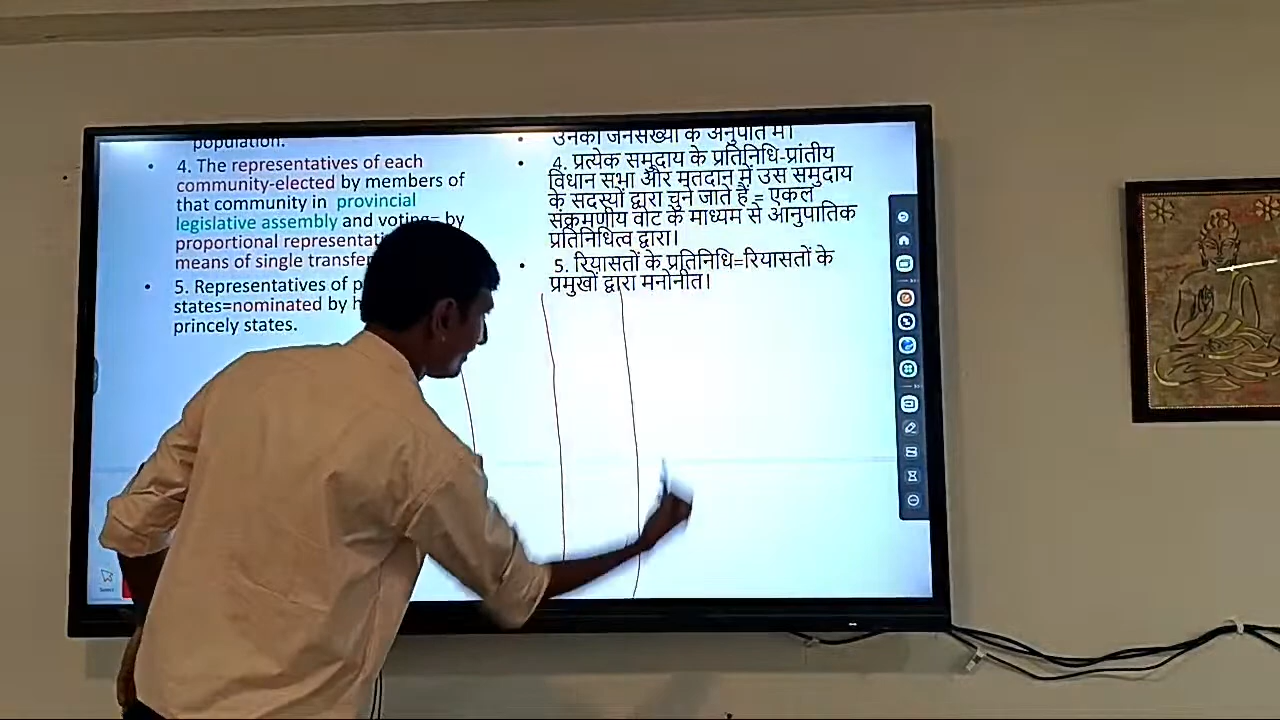 population.
4. The representatives of each
community-elected by members of
that community in provincial
legislative assembly and voting= by
proportional
means of single
5. Representatives of
states=nominated by
princely states.
उनकी जनसंख्या के अनुपात में।
4. प्रत्येक समुदाय के प्रतिनिधि-प्रांतीय
विधान सभा और मतदान में उस समुदाय
के सदस्यों द्वारा चुने जाते हैं = एकल
संक्रमणीय वोट के माध्यम से आनुपातिक
प्रतिनिधित्व द्वारा।
5. रियासतों के प्रतिनिधि=रियासतों के
प्रमुखों द्वारा मनोनीत।
Select